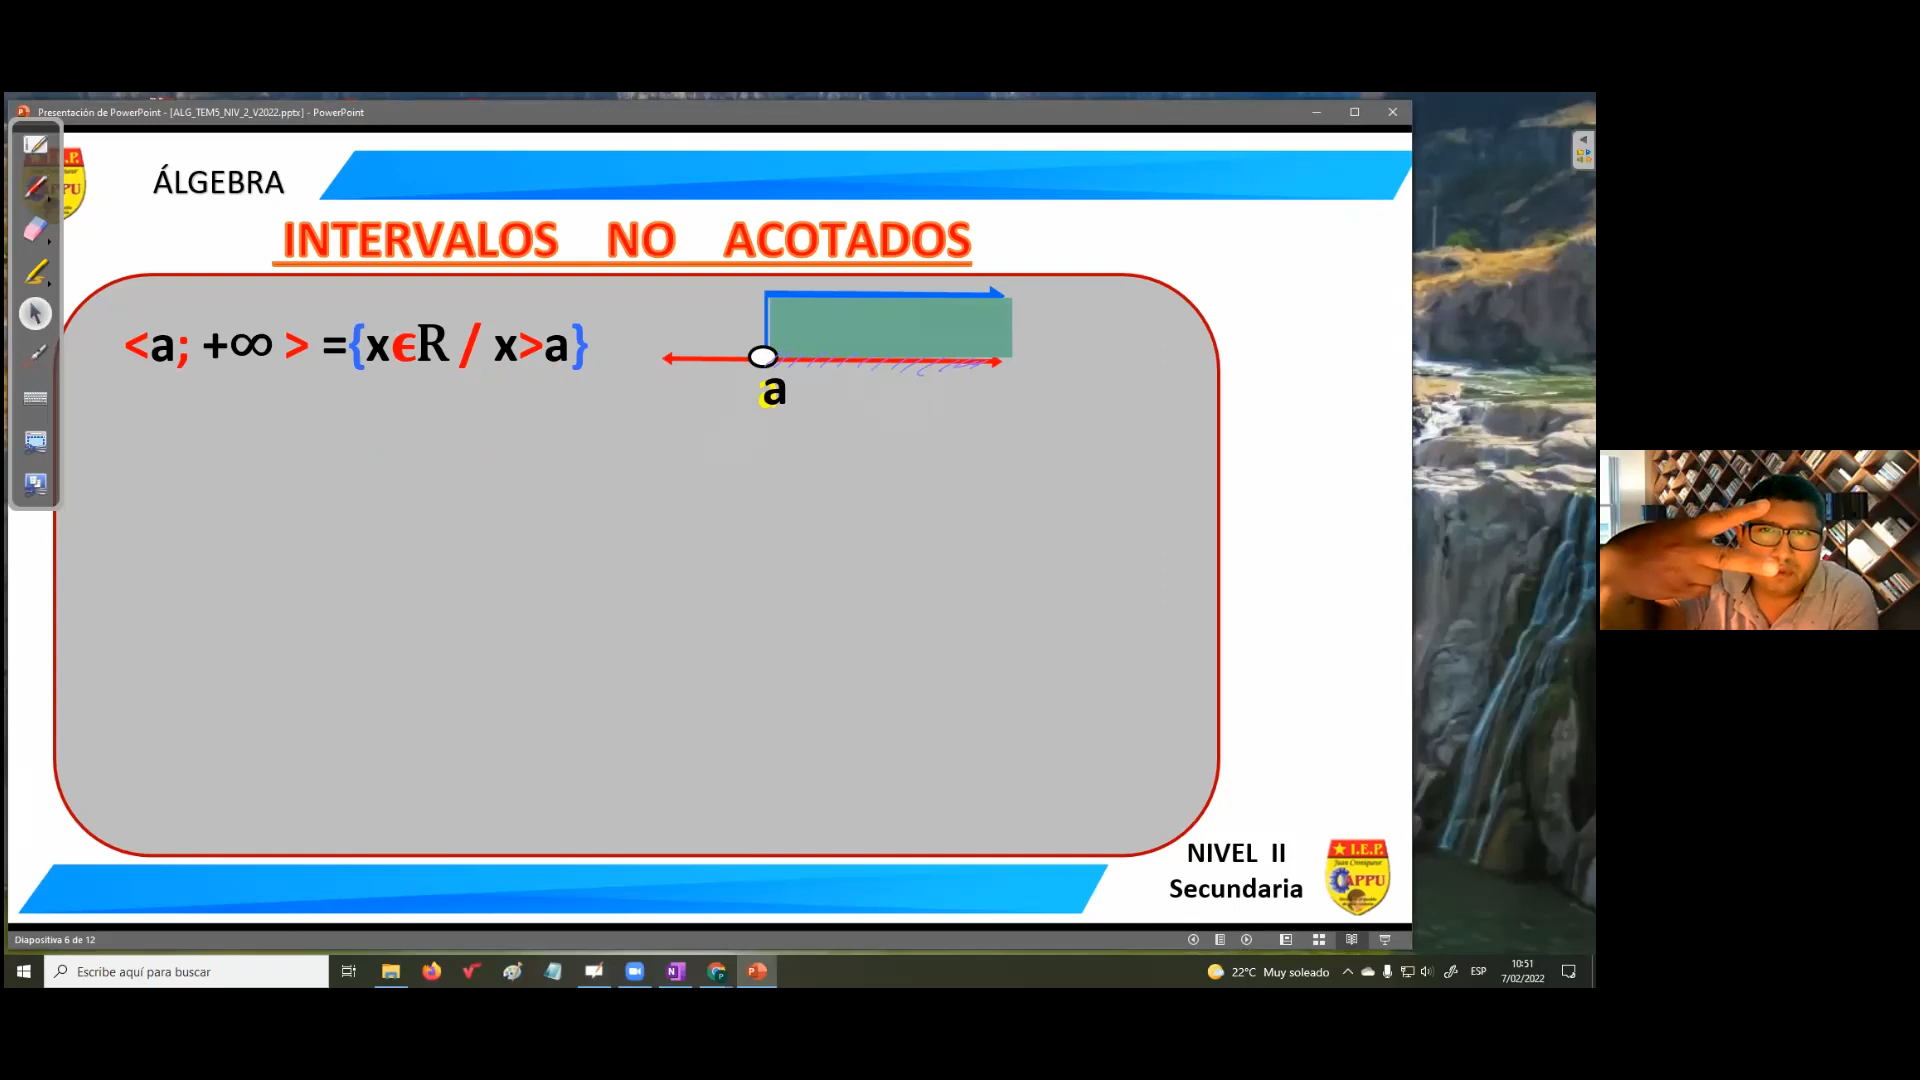 Presentación de PowerPoint - [ALG_TEM5_NIV_2_V2022.pptx] - PowerPoint
ÁLGEBRA
INTERVALOS NO ACOTADOS
<a; +∞ > ={xϵR / x>a}
a
NIVEL II
Secundaria
I.E.P.
APPU
Diapositiva 6 de 12
Escribe aquí para buscar
22°C Muy soleado
ESP
10:51
7/02/2022